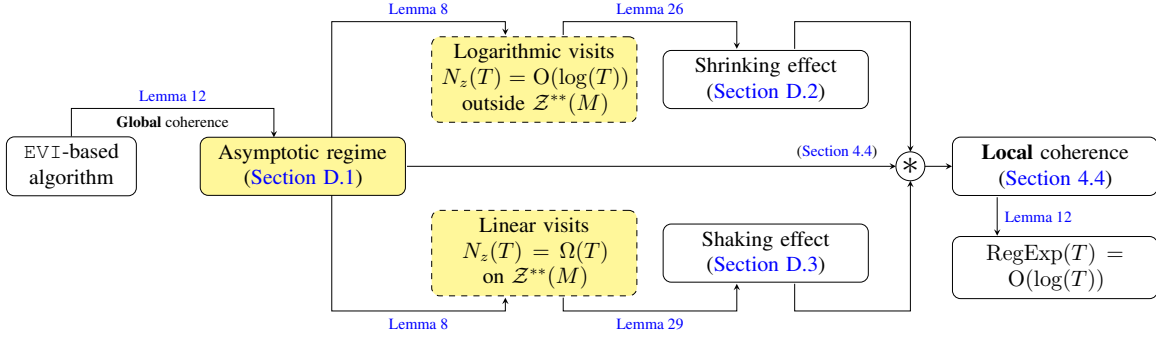 Lemma 8
Lemma 26
Logarithmic visits
N_z(T) = O(log(T))
outside 𝒵**(M)
Shrinking effect
(Section D.2)
Lemma 12
Global coherence
EVI-based
algorithm
Asymptotic regime
(Section D.1)
(Section 4.4)
*
Local coherence
(Section 4.4)
Lemma 12
RegExp(T) =
O(log(T))
Linear visits
N_z(T) = Ω(T)
on 𝒵**(M)
Shaking effect
(Section D.3)
Lemma 8
Lemma 29